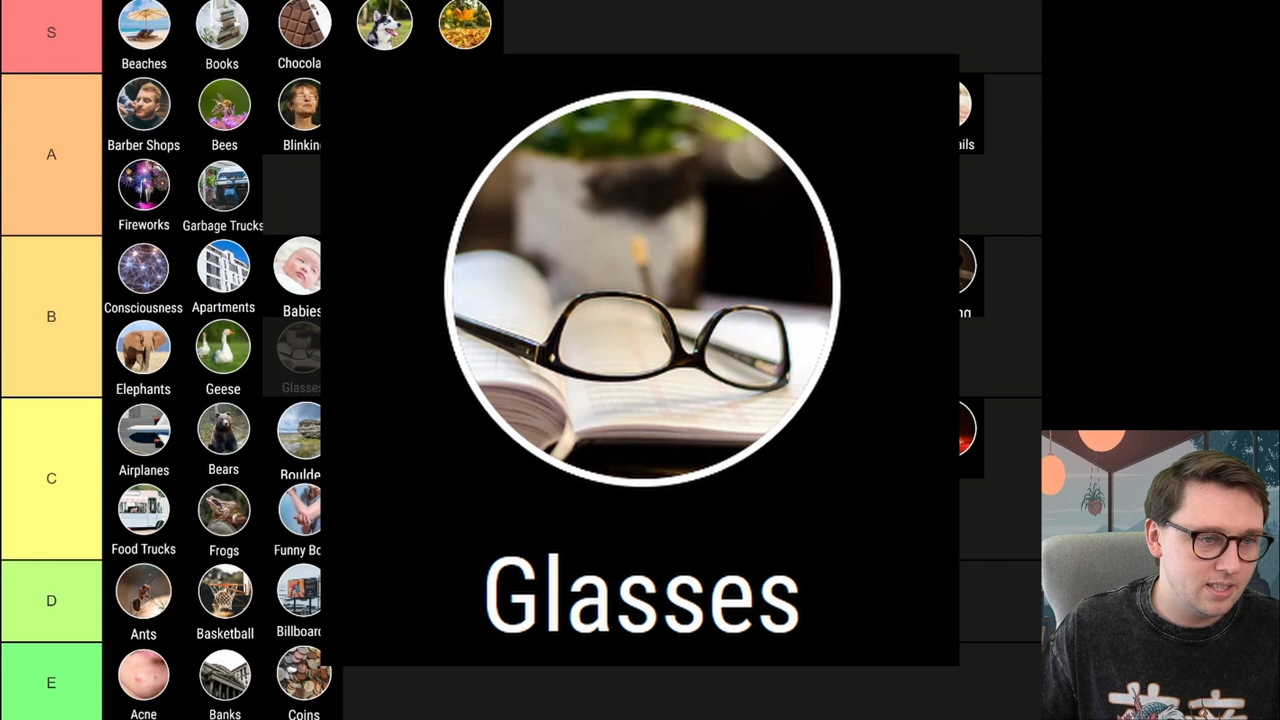 S
Beaches
Books
Chocola
A
Barber Shops
Bees
Blinkin
ails
Fireworks
Garbage Trucks
B
Consciousness
Apartments
Babies
Elephants
Geese
Glasses
C
Airplanes
Bears
Boulde
Food Trucks
Frogs
Funny Bo
D
Ants
Basketball
Billboard
E
Acne
Banks
Coins
Glasses